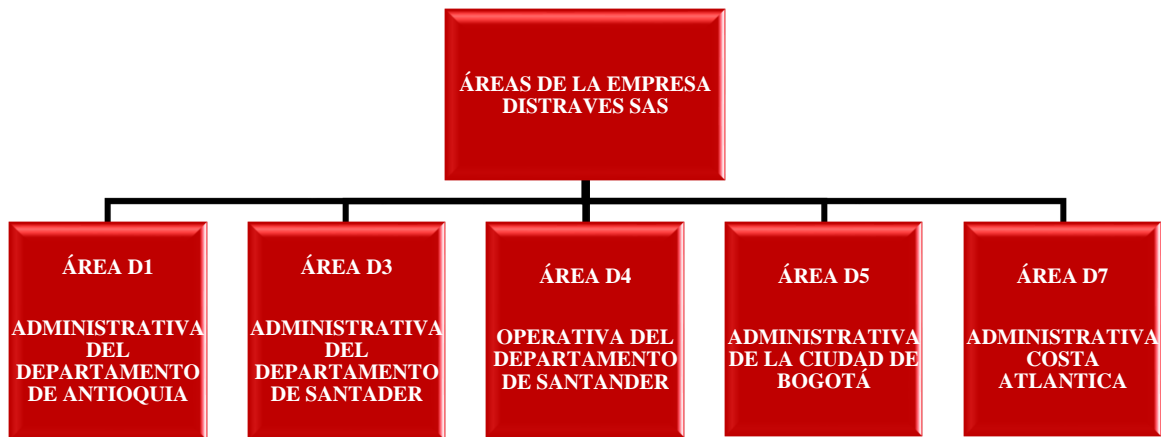 ÁREAS DE LA EMPRESA
DISTRAVES SAS
ÁREA D1
ADMINISTRATIVA
DEL
DEPARTAMENTO
DE ANTIOQUIA
ÁREA D3
ADMINISTRATIVA
DEL
DEPARTAMENTO
DE SANTADER
ÁREA D4
OPERATIVA DEL
DEPARTAMENTO
DE SANTANDER
ÁREA D5
ADMINISTRATIVA
DE LA CIUDAD DE
BOGOTÁ
ÁREA D7
ADMINISTRATIVA
COSTA
ATLANTICA